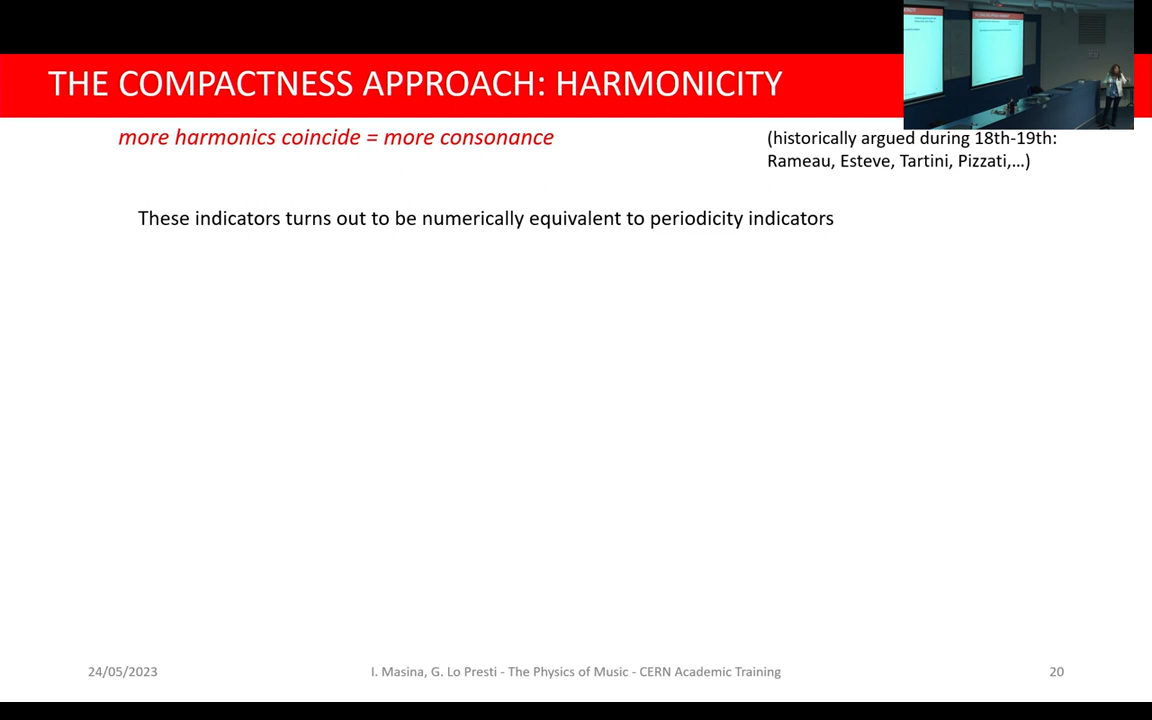 THE COMPACTNESS APPROACH: HARMONICITY
more harmonics coincide = more consonance
(historically argued during 18th-19th:
Rameau, Esteve, Tartini, Pizzati,...)
These indicators turns out to be numerically equivalent to periodicity indicators
24/05/2023
I. Masina, G. Lo Presti - The Physics of Music - CERN Academic Training
20